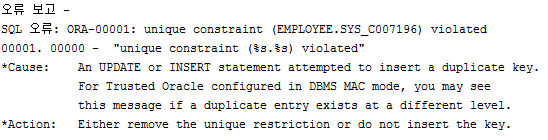 오류 보고 -
SQL 오류: ORA-00001: unique constraint (EMPLOYEE.SYS_C007196) violated
00001. 00000 -  "unique constraint (%s.%s) violated"
*Cause:    An UPDATE or INSERT statement attempted to insert a duplicate key.
           For Trusted Oracle configured in DBMS MAC mode, you may see
           this message if a duplicate entry exists at a different level.
*Action:   Either remove the unique restriction or do not insert the key.